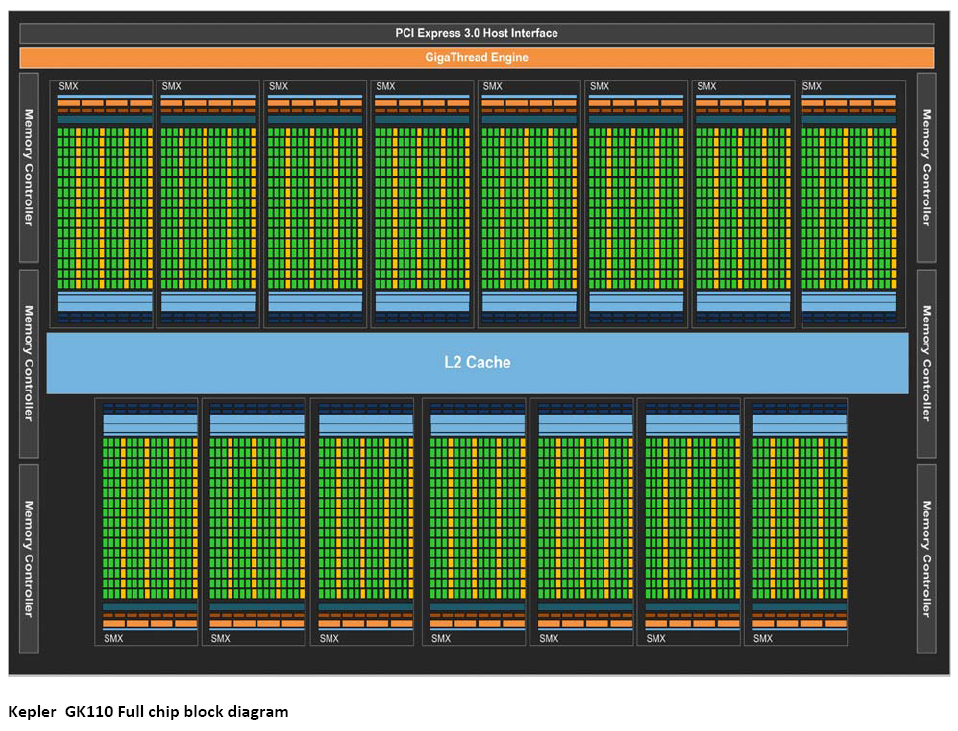 PCI Express 3.0 Host Interface
GigaThread Engine
SMX SMX SMX SMX SMX SMX SMX SMX
Memory Controller
Memory Controller
Memory Controller
Memory Controller
Memory Controller
Memory Controller
L2 Cache
SMX SMX SMX SMX SMX SMX SMX
Kepler GK110 Full chip block diagram